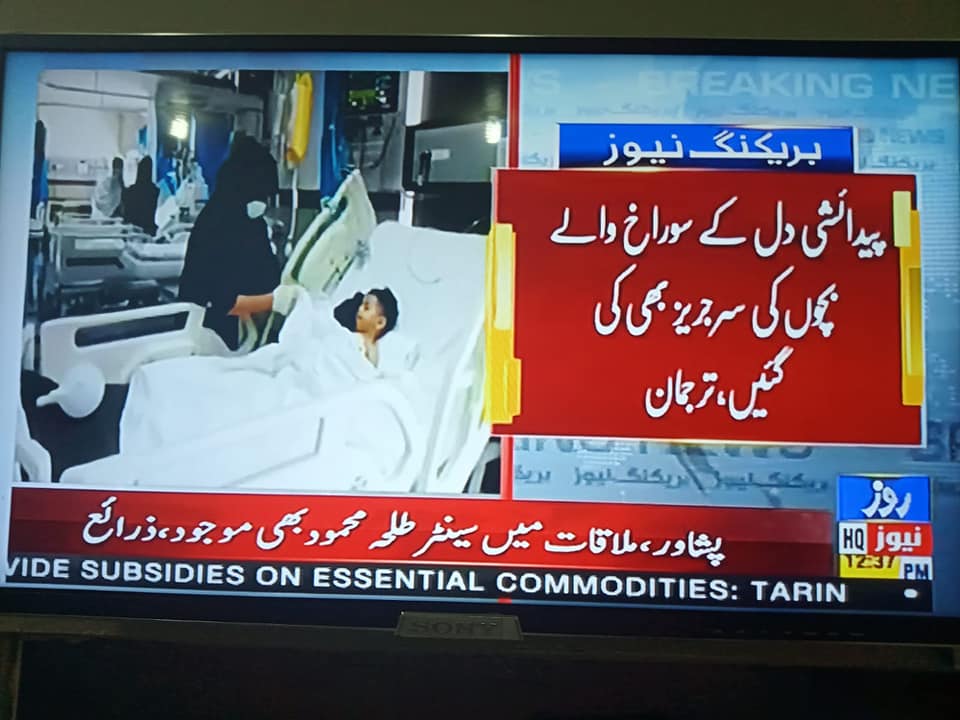 BREAKING NE
بریکنگ نیوز
پیدائشی دل کے سوراخ والے
بچوں کی سرجریز بھی کی
گئیں، ترجمان
بریکنگ نیوز
پشاور، ملاقات میں سینٹر طلحہ محمود بھی موجود، ذرائع
روز
نیوز HQ
12:37 PM
VIDE SUBSIDIES ON ESSENTIAL COMMODITIES: TARIN
SONY